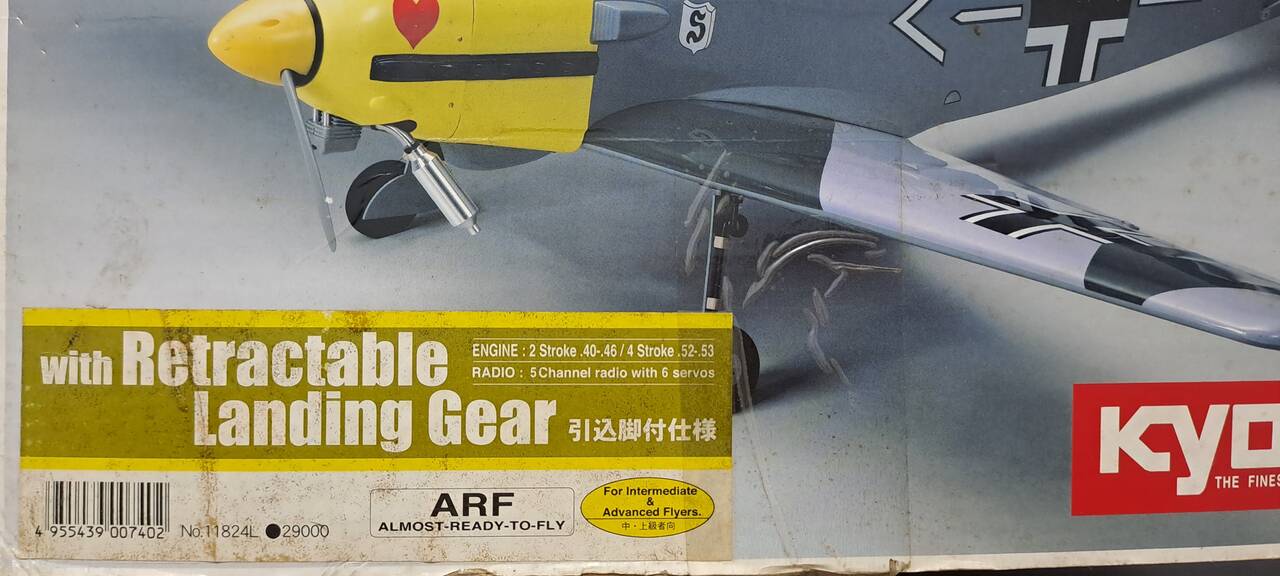 S
with Retractable
Landing Gear 引込脚付仕様
ENGINE : 2 Stroke .40-.46 / 4 Stroke .52-.53
RADIO : 5Channel radio with 6 servos
4 955439 007402
No.11824L ●29000
ARF
ALMOST-READY-TO-FLY
For Intermediate
&
Advanced Flyers.
中・上級者向
KYO
THE FINES